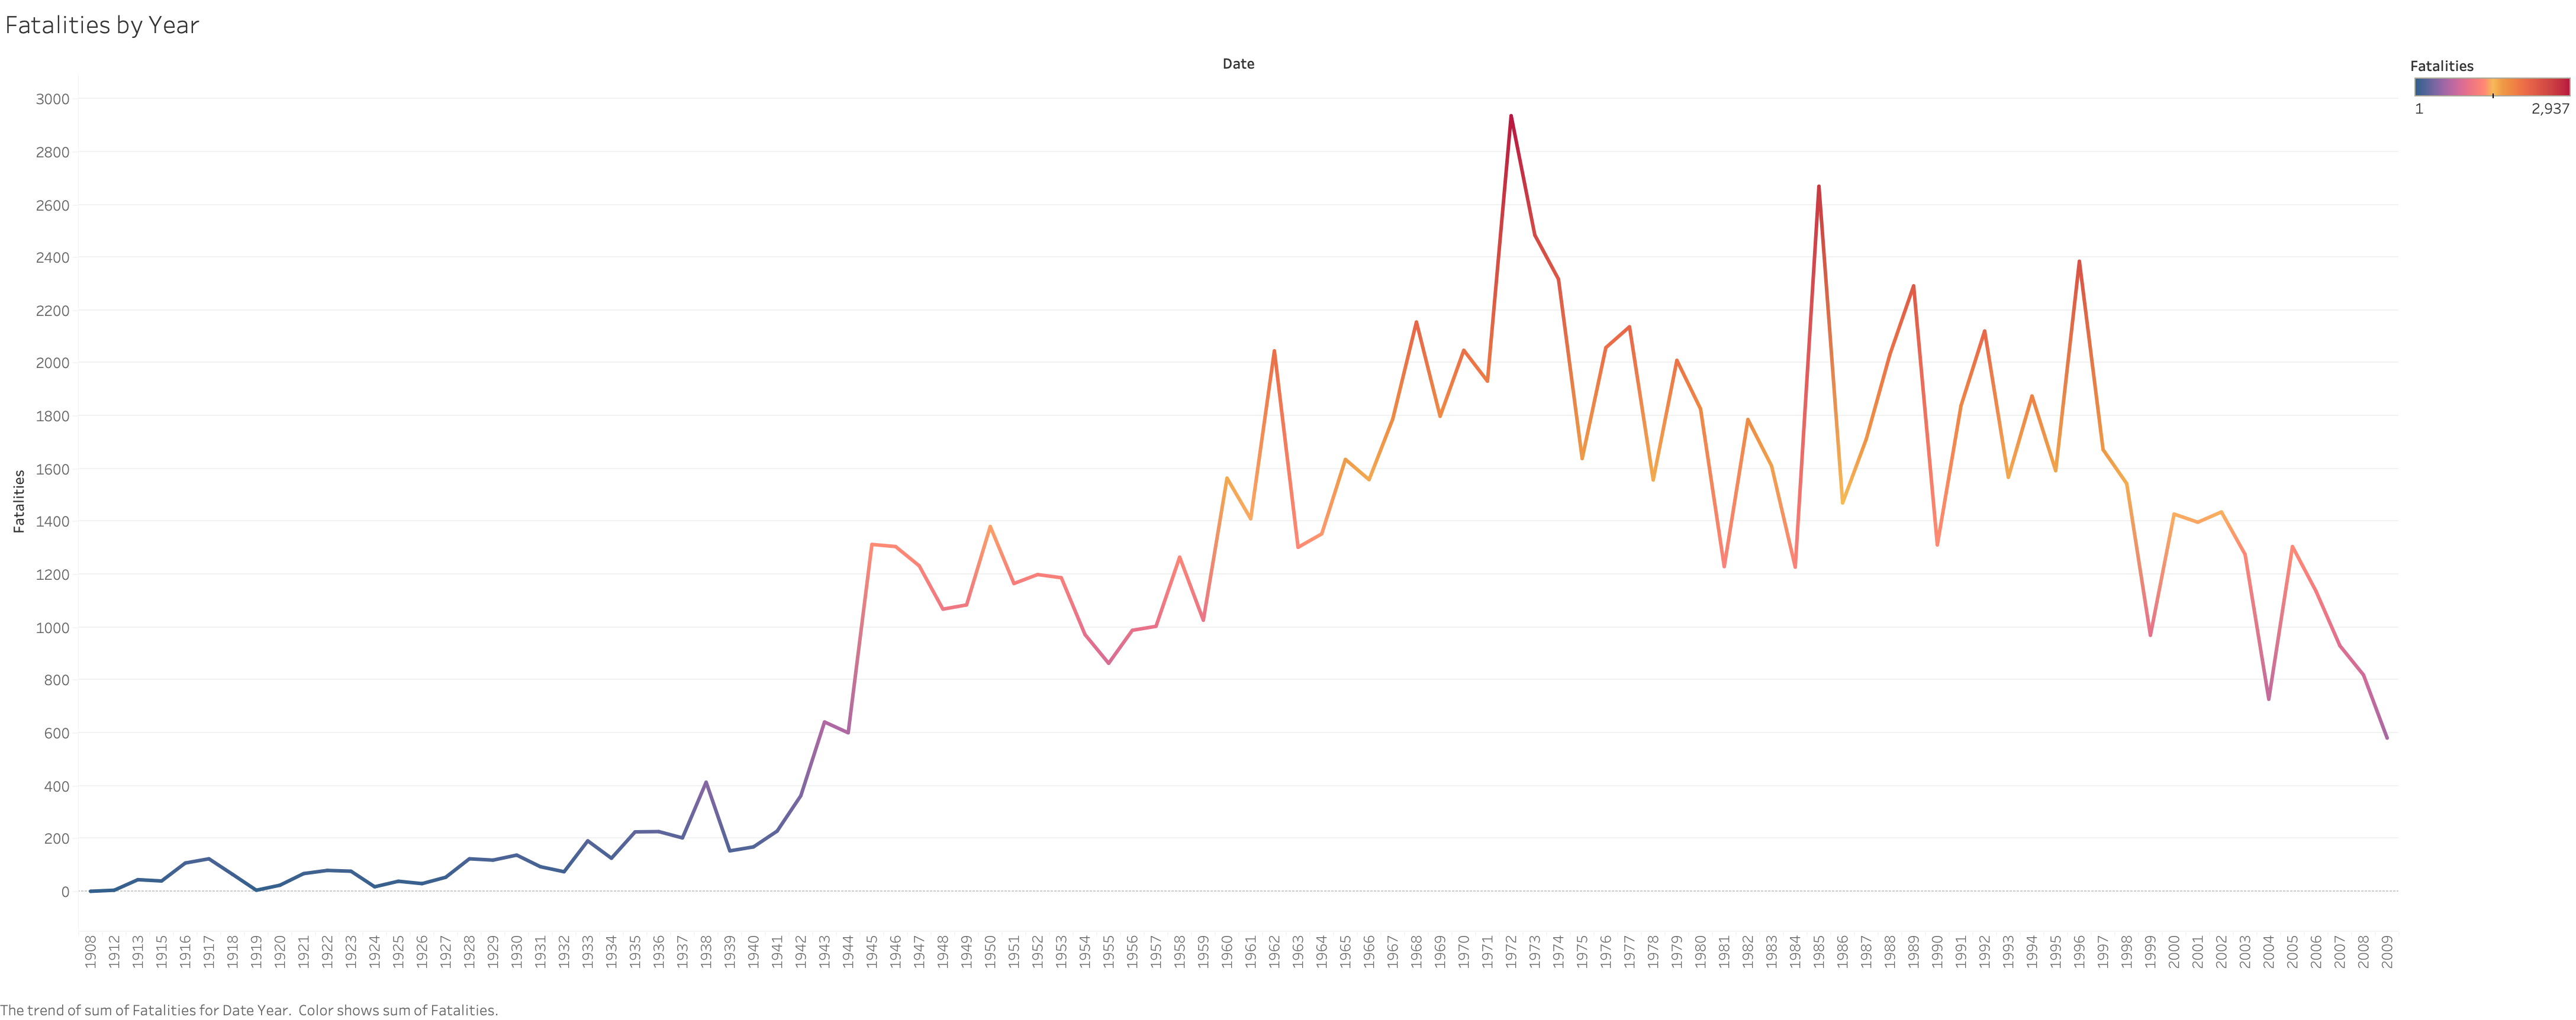 Fatalities by Year
Date
Fatalities
1 2,937
3000
2800
2600
2400
2200
2000
1800
1600
1400
1200
1000
800
600
400
200
0
Fatalities
1908 1912 1913 1915 1916 1917 1918 1919 1920 1921 1922 1923 1924 1925 1926 1927 1928 1929 1930 1931 1932 1933 1934 1935 1936 1937 1938 1939 1940 1941 1942 1943 1944 1945 1946 1947 1948 1949 1950 1951 1952 1953 1954 1955 1956 1957 1958 1959 1960 1961 1962 1963 1964 1965 1966 1967 1968 1969 1970 1971 1972 1973 1974 1975 1976 1977 1978 1979 1980 1981 1982 1983 1984 1985 1986 1987 1988 1989 1990 1991 1992 1993 1994 1995 1996 1997 1998 1999 2000 2001 2002 2003 2004 2005 2006 2007 2008 2009
The trend of sum of Fatalities for Date Year. Color shows sum of Fatalities.